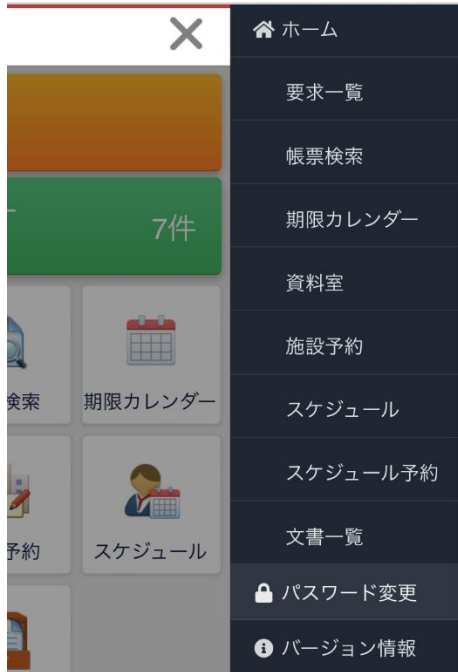 ホーム
要求一覧
帳票検索
7件
期限カレンダー
資料室
施設予約
検索
期限カレンダー
スケジュール
スケジュール予約
予約
スケジュール
文書一覧
パスワード変更
バージョン情報